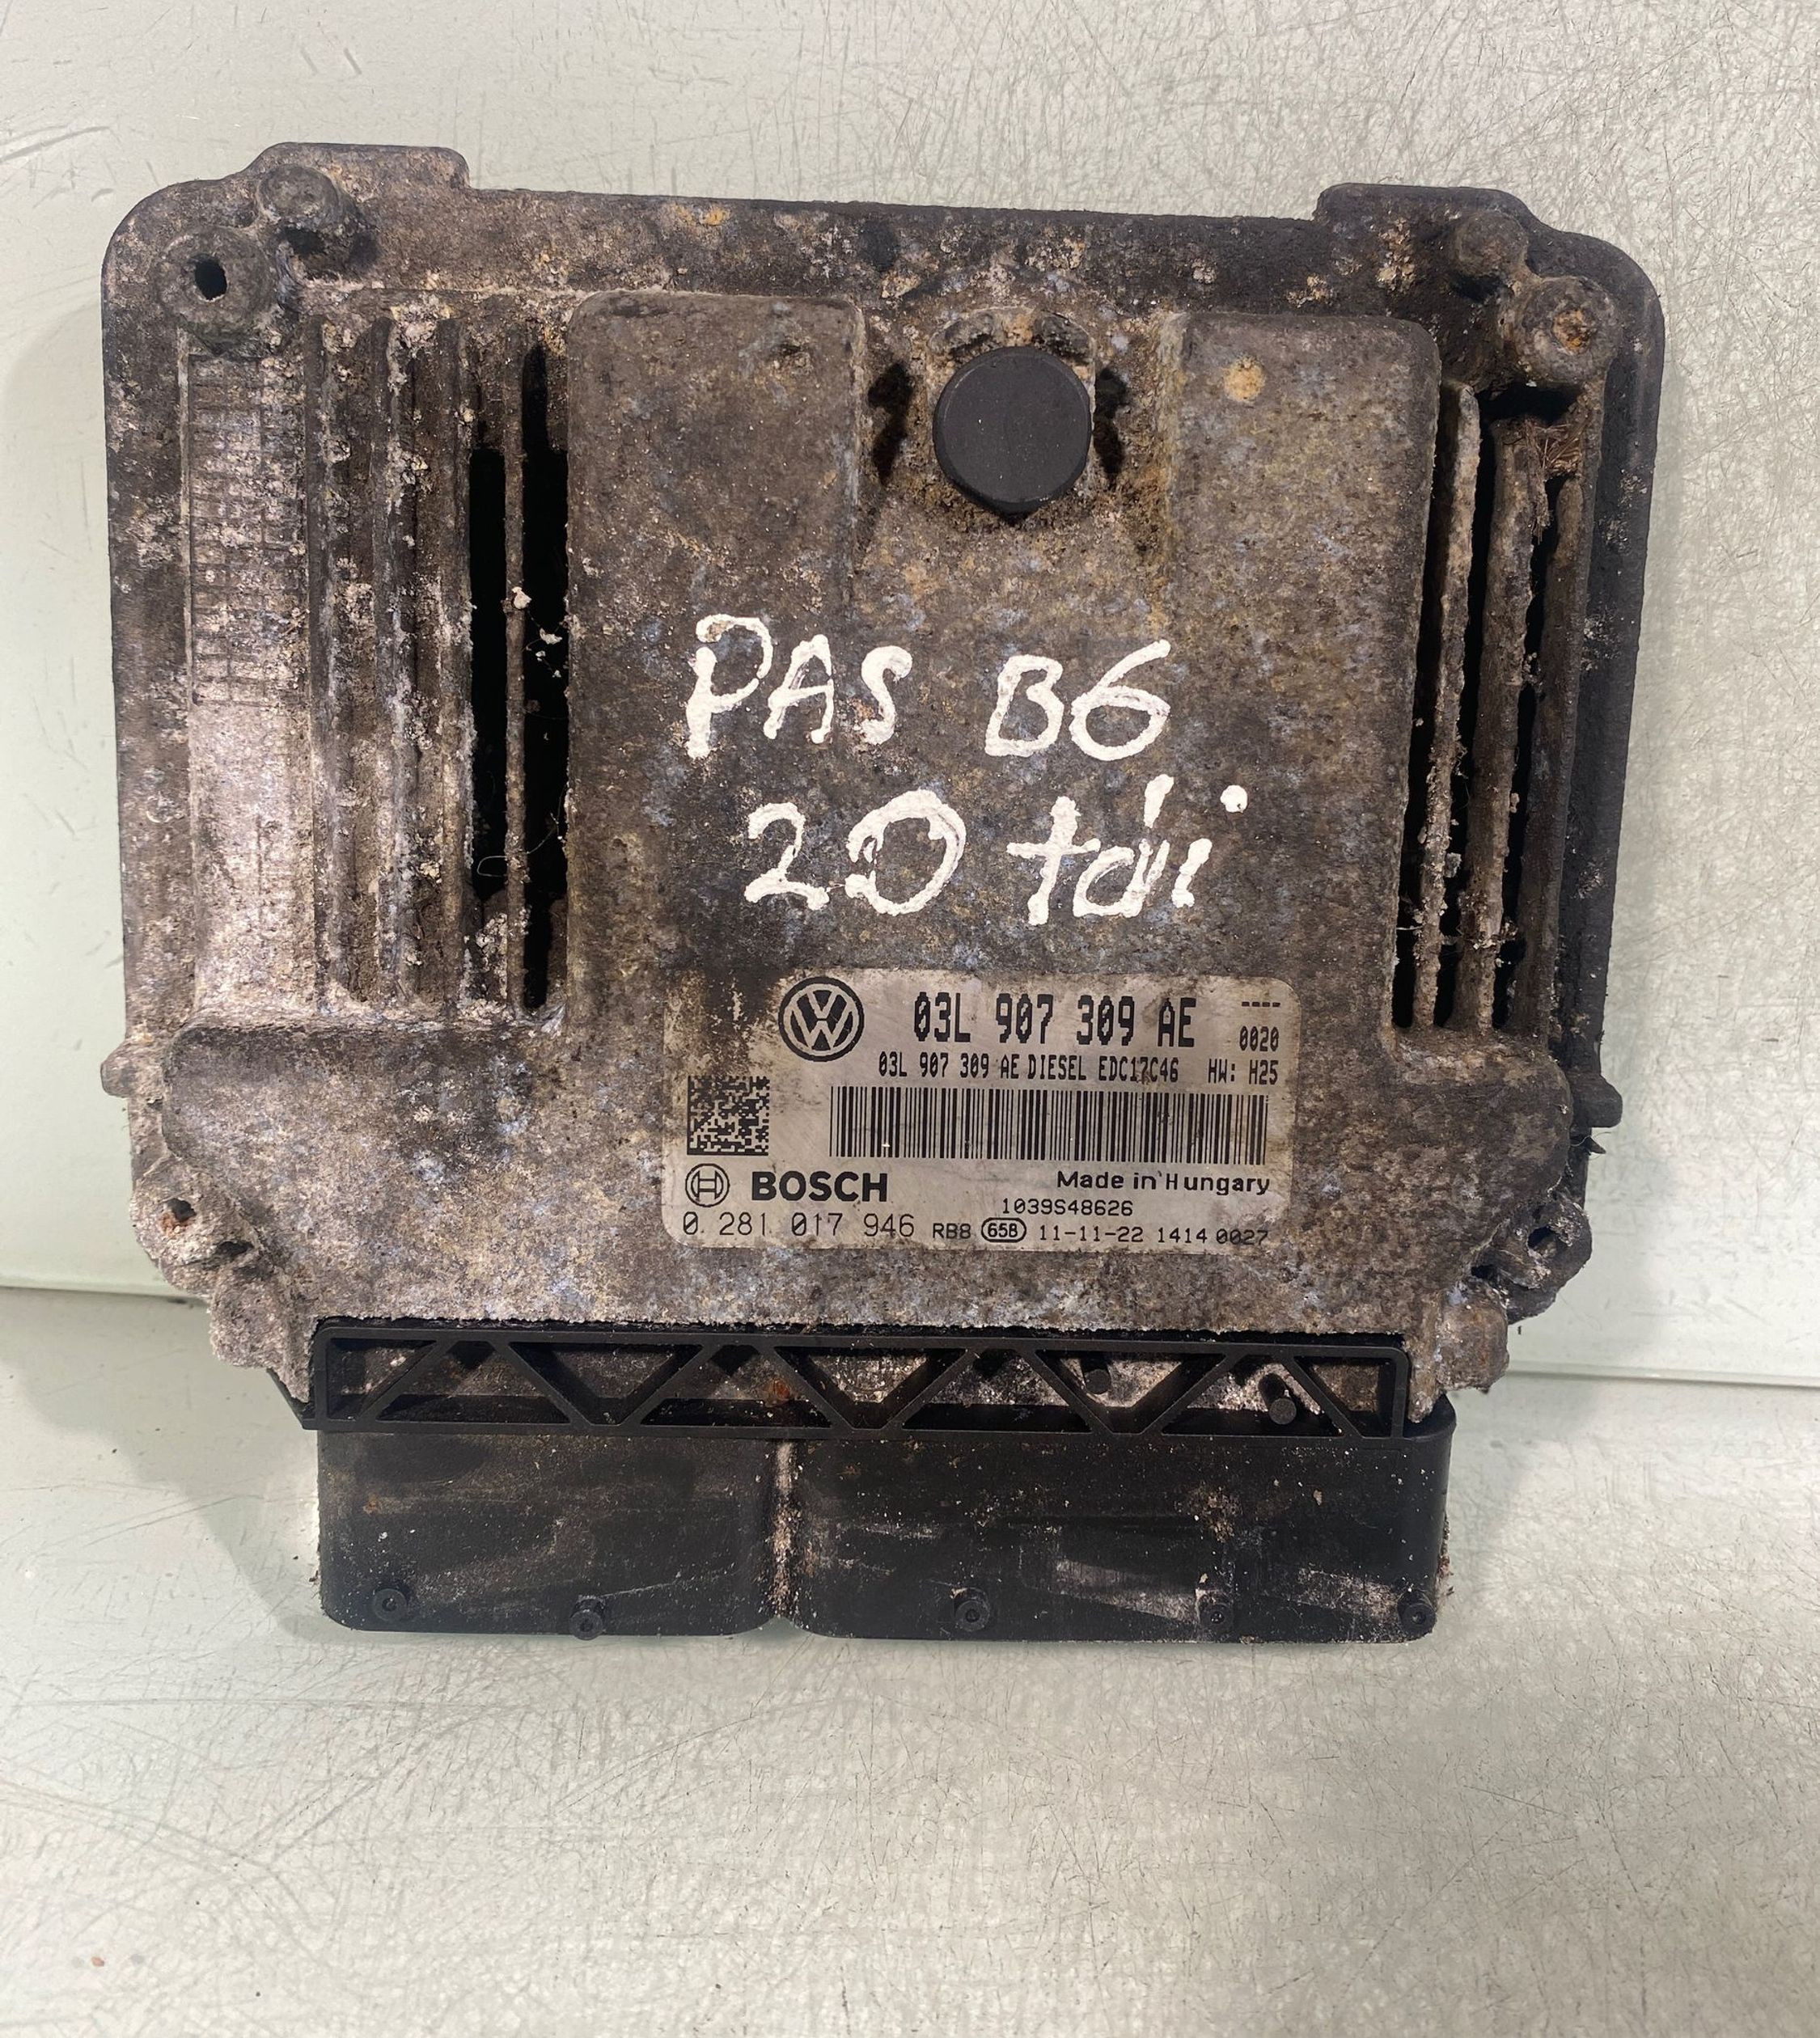 PAS B6
2.0 tdi
03L 907 309 AE ----
0020
03L 907 309 AE DIESEL EDC17C46 HW: H25
BOSCH Made in Hungary
1039S48626
0 281 017 946 RB8 65B 11-11-22 1414 0027